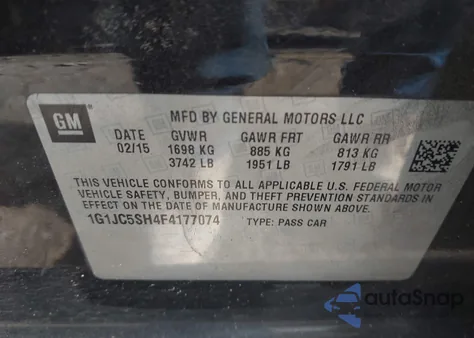 GM
MFD BY GENERAL MOTORS LLC
DATE GVWR GAWR FRT GAWR RR
02/15 1698 KG 885 KG 813 KG
3742 LB 1951 LB 1791 LB
THIS VEHICLE CONFORMS TO ALL APPLICABLE U.S. FEDERAL MOTOR
VEHICLE SAFETY, BUMPER, AND THEFT PREVENTION STANDARDS
IN EFFECT ON THE DATE OF MANUFACTURE SHOWN ABOVE.
1G1JC5SH4F4177074 TYPE: PASS CAR
autoSnap